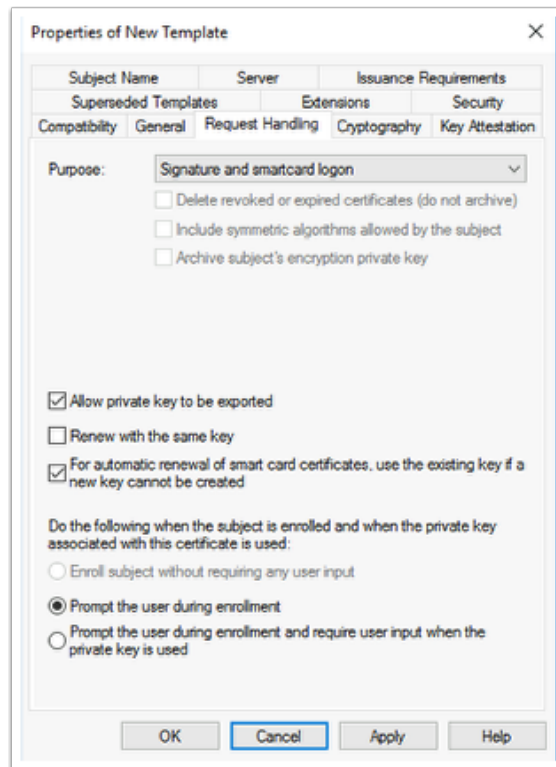 Properties of New Template
Subject Name Server Issuance Requirements
Superseded Templates Extensions Security
Compatibility General Request Handling Cryptography Key Attestation
Purpose: Signature and smartcard logon
Delete revoked or expired certificates (do not archive)
Include symmetric algorithms allowed by the subject
Archive subject's encryption private key
Allow private key to be exported
Renew with the same key
For automatic renewal of smart card certificates, use the existing key if a
new key cannot be created
Do the following when the subject is enrolled and when the private key
associated with this certificate is used:
Enroll subject without requiring any user input
Prompt the user during enrollment
Prompt the user during enrollment and require user input when the
private key is used
OK Cancel Apply Help